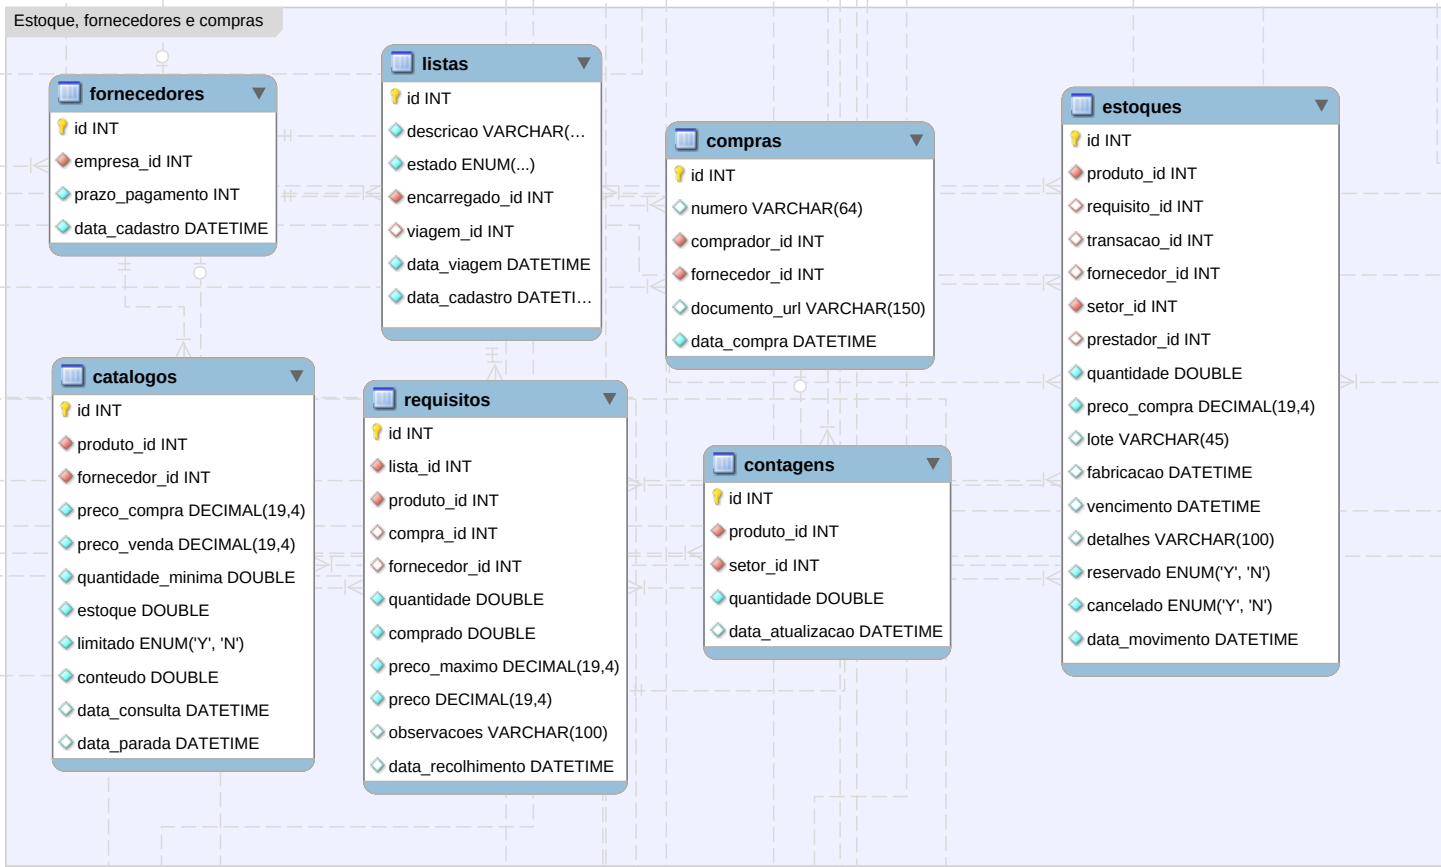 Estoque, fornecedores e compras
fornecedores
id INT
empresa_id INT
prazo_pagamento INT
data_cadastro DATETIME
listas
id INT
descricao VARCHAR(...
estado ENUM(...)
encarregado_id INT
viagem_id INT
data_viagem DATETIME
data_cadastro DATETI...
compras
id INT
numero VARCHAR(64)
comprador_id INT
fornecedor_id INT
documento_url VARCHAR(150)
data_compra DATETIME
estoques
id INT
produto_id INT
requisito_id INT
transacao_id INT
fornecedor_id INT
setor_id INT
prestador_id INT
quantidade DOUBLE
preco_compra DECIMAL(19,4)
lote VARCHAR(45)
fabricacao DATETIME
vencimento DATETIME
detalhes VARCHAR(100)
reservado ENUM('Y', 'N')
cancelado ENUM('Y', 'N')
data_movimento DATETIME
catalogos
id INT
produto_id INT
fornecedor_id INT
preco_compra DECIMAL(19,4)
preco_venda DECIMAL(19,4)
quantidade_minima DOUBLE
estoque DOUBLE
limitado ENUM('Y', 'N')
conteudo DOUBLE
data_consulta DATETIME
data_parada DATETIME
requisitos
id INT
lista_id INT
produto_id INT
compra_id INT
fornecedor_id INT
quantidade DOUBLE
comprado DOUBLE
preco_maximo DECIMAL(19,4)
preco DECIMAL(19,4)
observacoes VARCHAR(100)
data_recolhimento DATETIME
contagens
id INT
produto_id INT
setor_id INT
quantidade DOUBLE
data_atualizacao DATETIME